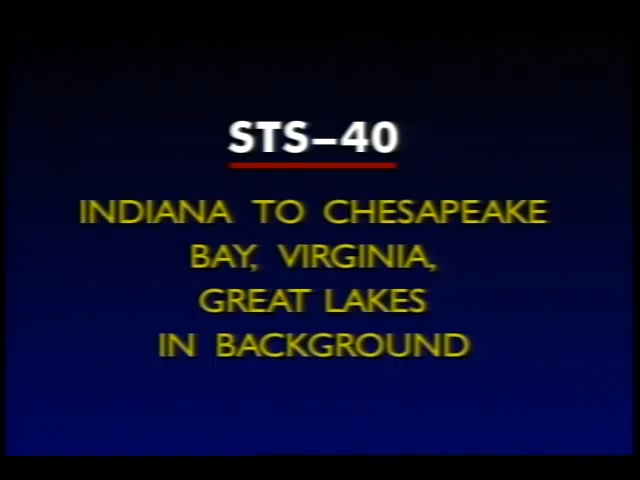 STS-40
INDIANA TO CHESAPEAKE
BAY, VIRGINIA,
GREAT LAKES
IN BACKGROUND